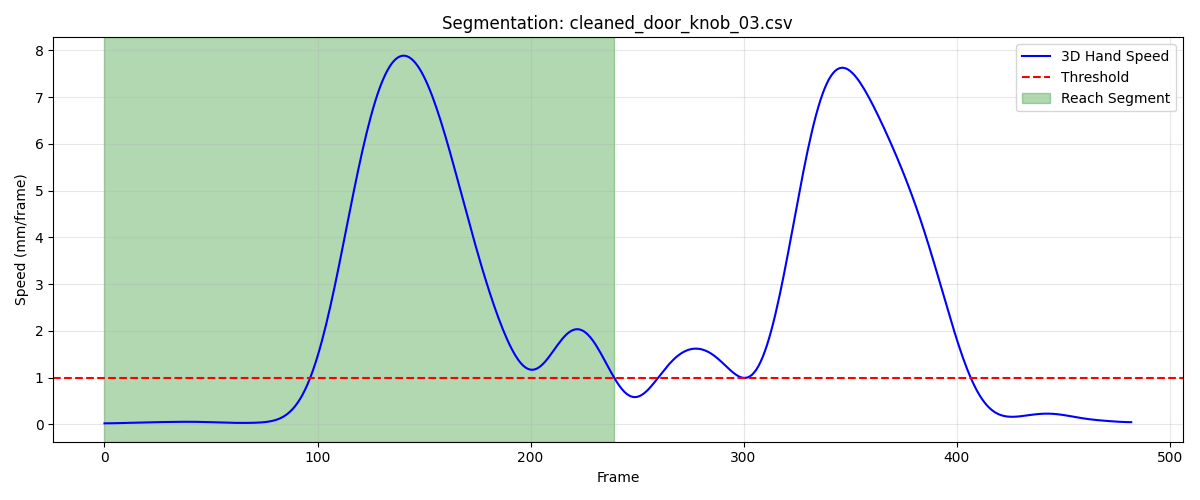 Segmentation: cleaned_door_knob_03.csv
3D Hand Speed
Threshold
Reach Segment
Speed (mm/frame)
8
7
6
5
4
3
2
1
0
0 100 200 300 400 500
Frame